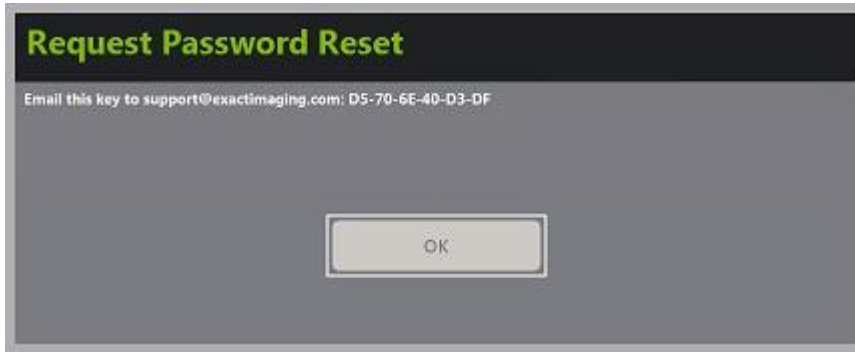 Request Password Reset
Email this key to support@exactimaging.com: D5-70-6E-40-D3-DF
OK